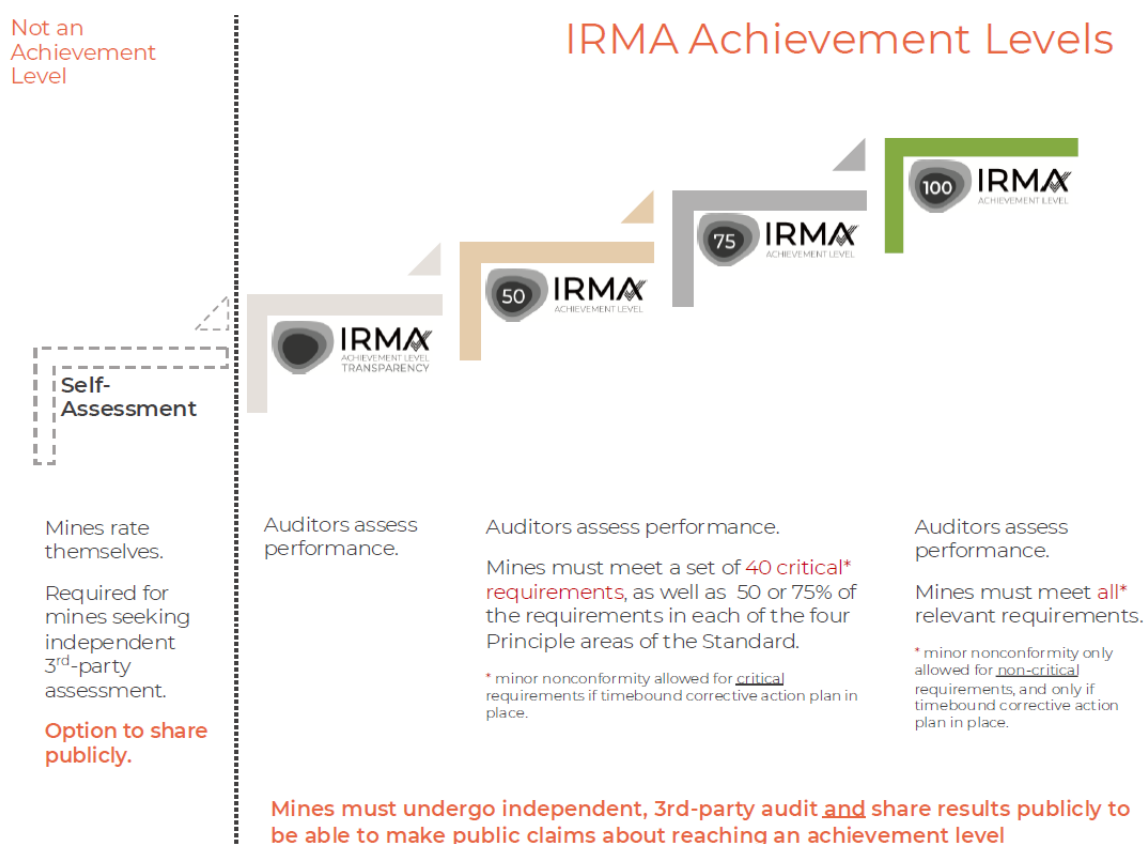 Not an
Achievement
Level
IRMA Achievement Levels
100
IRMA
ACHIEVEMENT LEVEL
75
IRMA
ACHIEVEMENT LEVEL
50
IRMA
ACHIEVEMENT LEVEL
IRMA
ACHIEVEMENT LEVEL
TRANSPARENCY
Self-
Assessment
Mines rate
themselves.
Required for
mines seeking
independent
3rd-party
assessment.
Option to share
publicly.
Auditors assess
performance.
Auditors assess performance.
Mines must meet a set of 40 critical*
requirements, as well as 50 or 75% of
the requirements in each of the four
Principle areas of the Standard.
* minor nonconformity allowed for critical
requirements if timebound corrective action plan in
place.
Auditors assess
performance.
Mines must meet all*
relevant requirements.
* minor nonconformity only
allowed for non-critical
requirements, and only if
timebound corrective action
plan in place.
Mines must undergo independent, 3rd-party audit and share results publicly to
be able to make public claims about reaching an achievement level